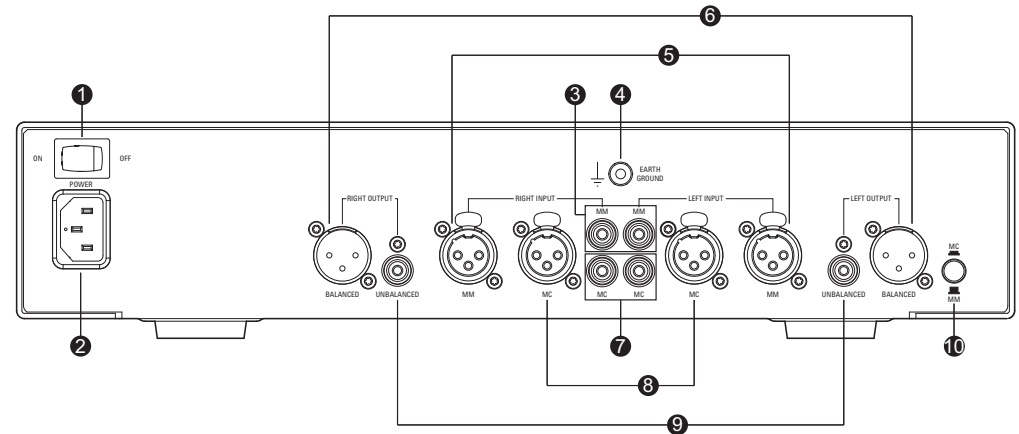 6
5
1
3
4
ON
OFF
POWER
EARTH
GROUND
RIGHT OUTPUT
RIGHT INPUT
LEFT INPUT
LEFT OUTPUT
MM
MM
MC
BALANCED
UNBALANCED
MM
MC
MC
MC
MC
MM
UNBALANCED
BALANCED
MM
2
7
10
8
9